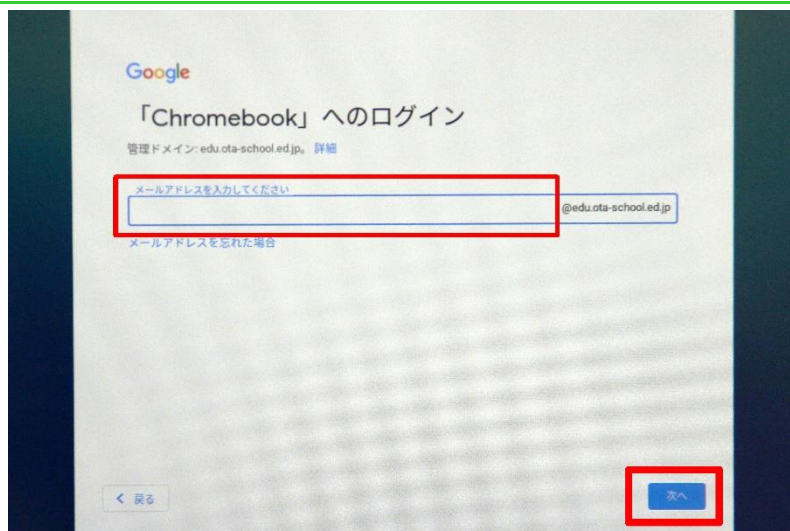 Google
「Chromebook」へのログイン
管理ドメイン: edu.ota-school.ed.jp。 詳細
メールアドレスを入力してください
@edu.ota-school.ed.jp
メールアドレスを忘れた場合
戻る
次へ